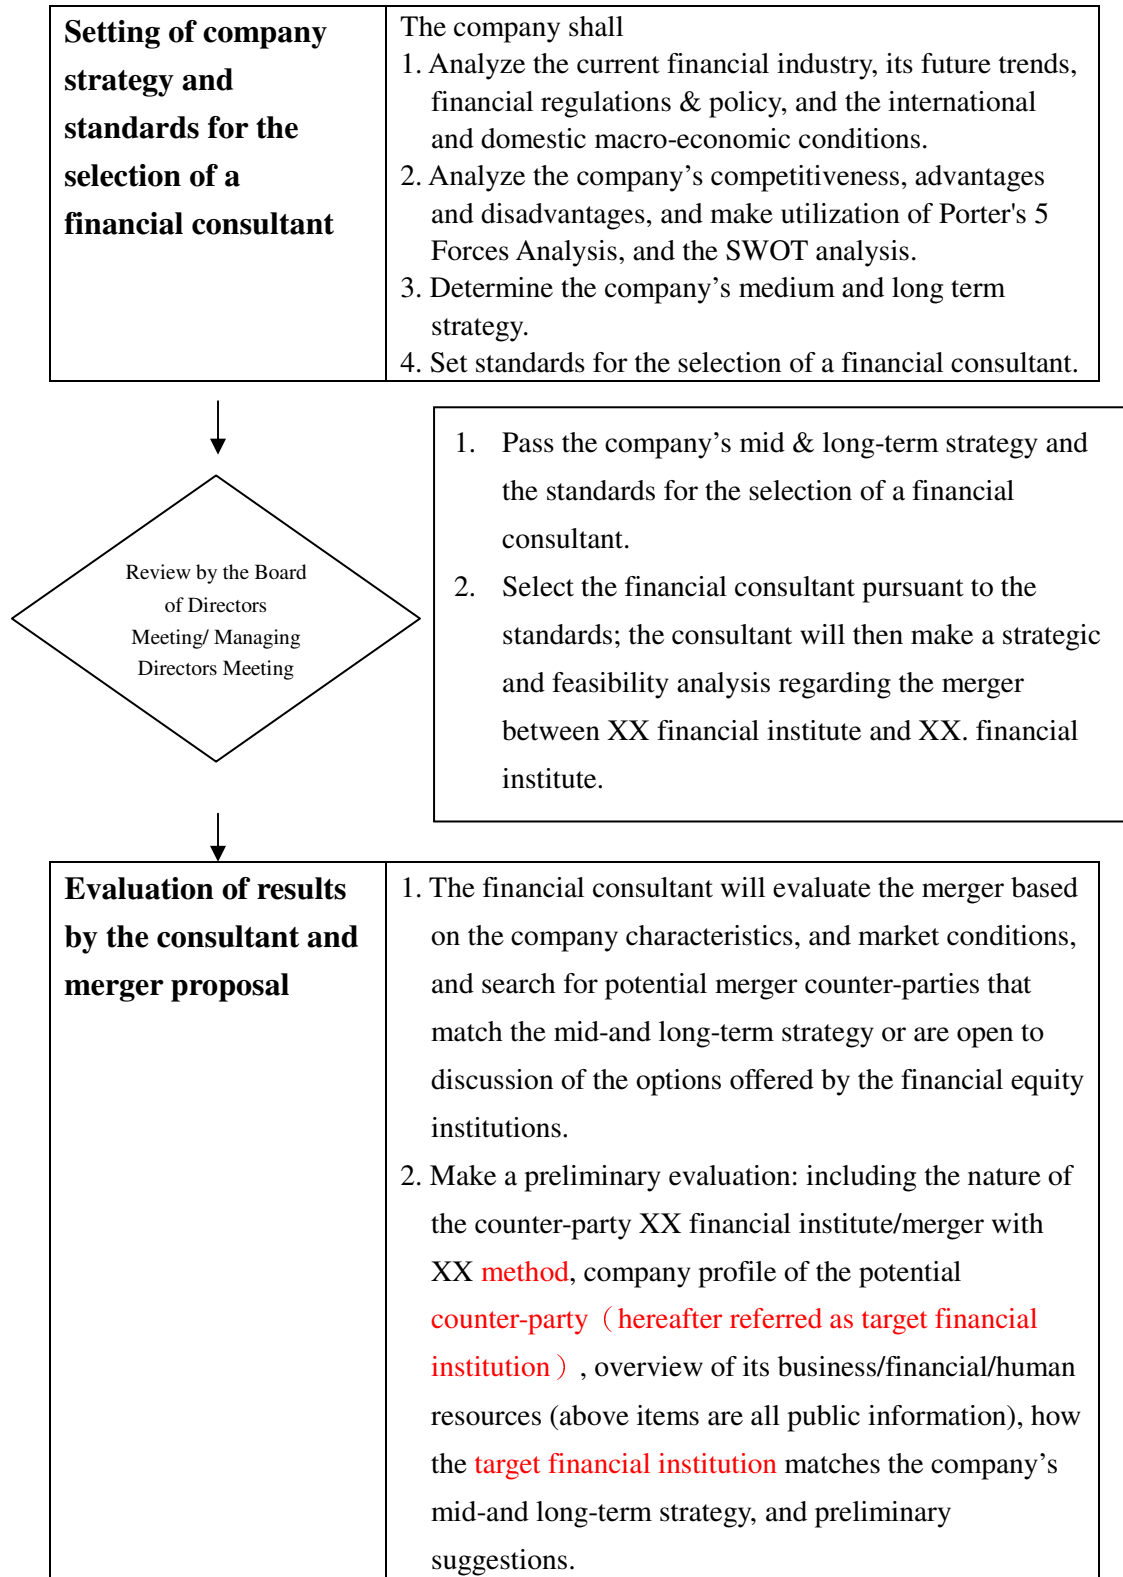 Setting of company
strategy and
standards for the
selection of a
financial consultant
The company shall
1. Analyze the current financial industry, its future trends,
financial regulations & policy, and the international
and domestic macro-economic conditions.
2. Analyze the company’s competitiveness, advantages
and disadvantages, and make utilization of Porter's 5
Forces Analysis, and the SWOT analysis.
3. Determine the company’s medium and long term
strategy.
4. Set standards for the selection of a financial consultant.
Review by the Board
of Directors
Meeting/ Managing
Directors Meeting
1. Pass the company’s mid & long-term strategy and
the standards for the selection of a financial
consultant.
2. Select the financial consultant pursuant to the
standards; the consultant will then make a strategic
and feasibility analysis regarding the merger
between XX financial institute and XX. financial
institute.
Evaluation of results
by the consultant and
merger proposal
1. The financial consultant will evaluate the merger based
on the company characteristics, and market conditions,
and search for potential merger counter-parties that
match the mid-and long-term strategy or are open to
discussion of the options offered by the financial equity
institutions.
2. Make a preliminary evaluation: including the nature of
the counter-party XX financial institute/merger with
XX method, company profile of the potential
counter-party（hereafter referred as target financial
institution）, overview of its business/financial/human
resources (above items are all public information), how
the target financial institution matches the company’s
mid-and long-term strategy, and preliminary
suggestions.